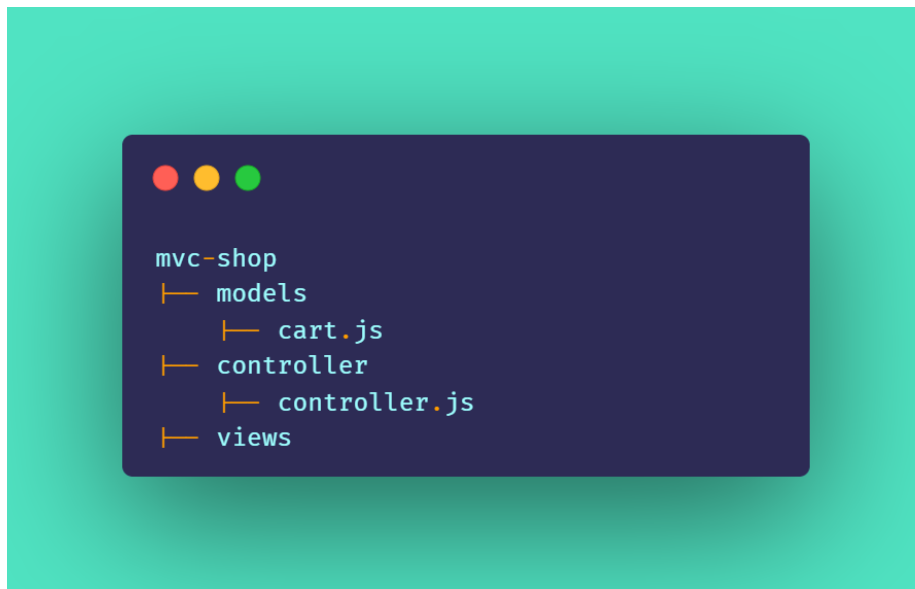 mvc-shop
├── models
    ├── cart.js
├── controller
    ├── controller.js
├── views